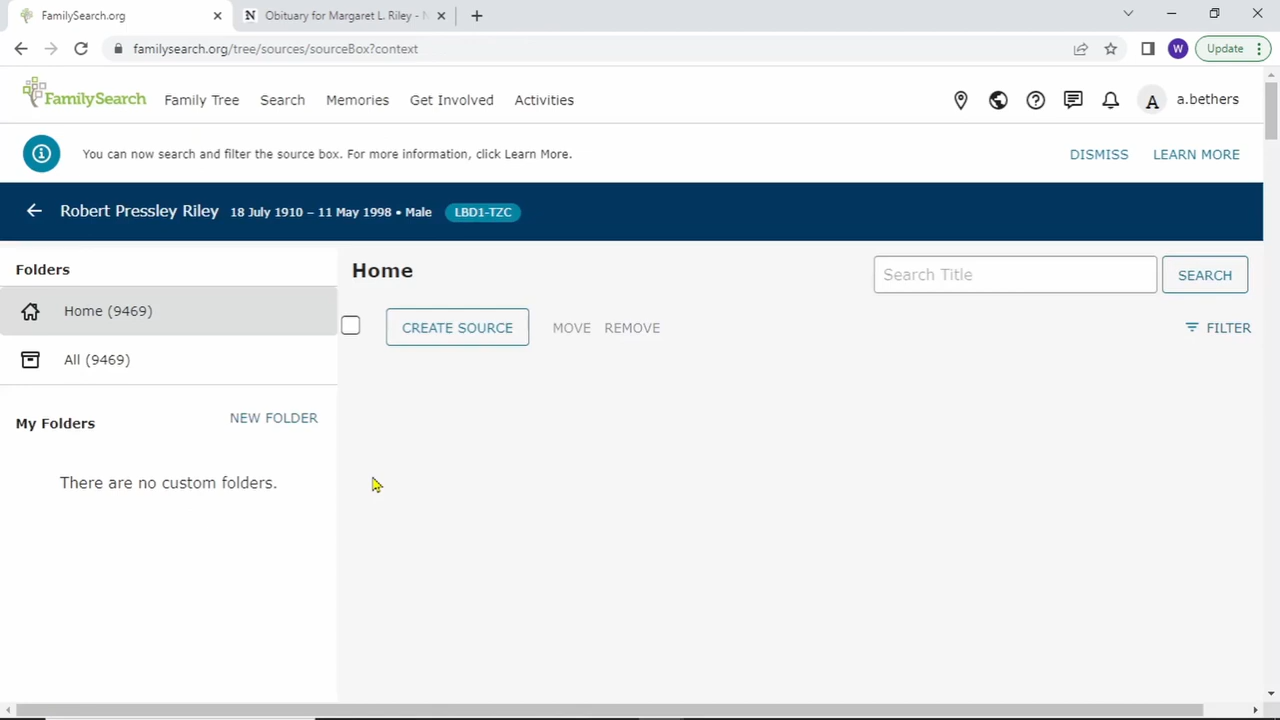 FamilySearch.org
Obituary for Margaret L. Riley - N
familysearch.org/tree/sources/sourceBox?context
W
Update
FamilySearch
Family Tree
Search
Memories
Get Involved
Activities
A
a.bethers
You can now search and filter the source box. For more information, click Learn More.
DISMISS
LEARN MORE
Robert Pressley Riley 18 July 1910 – 11 May 1998 • Male LBD1-TZC
Folders
Home (9469)
All (9469)
My Folders
NEW FOLDER
There are no custom folders.
Home
Search Title
SEARCH
CREATE SOURCE
MOVE
REMOVE
FILTER